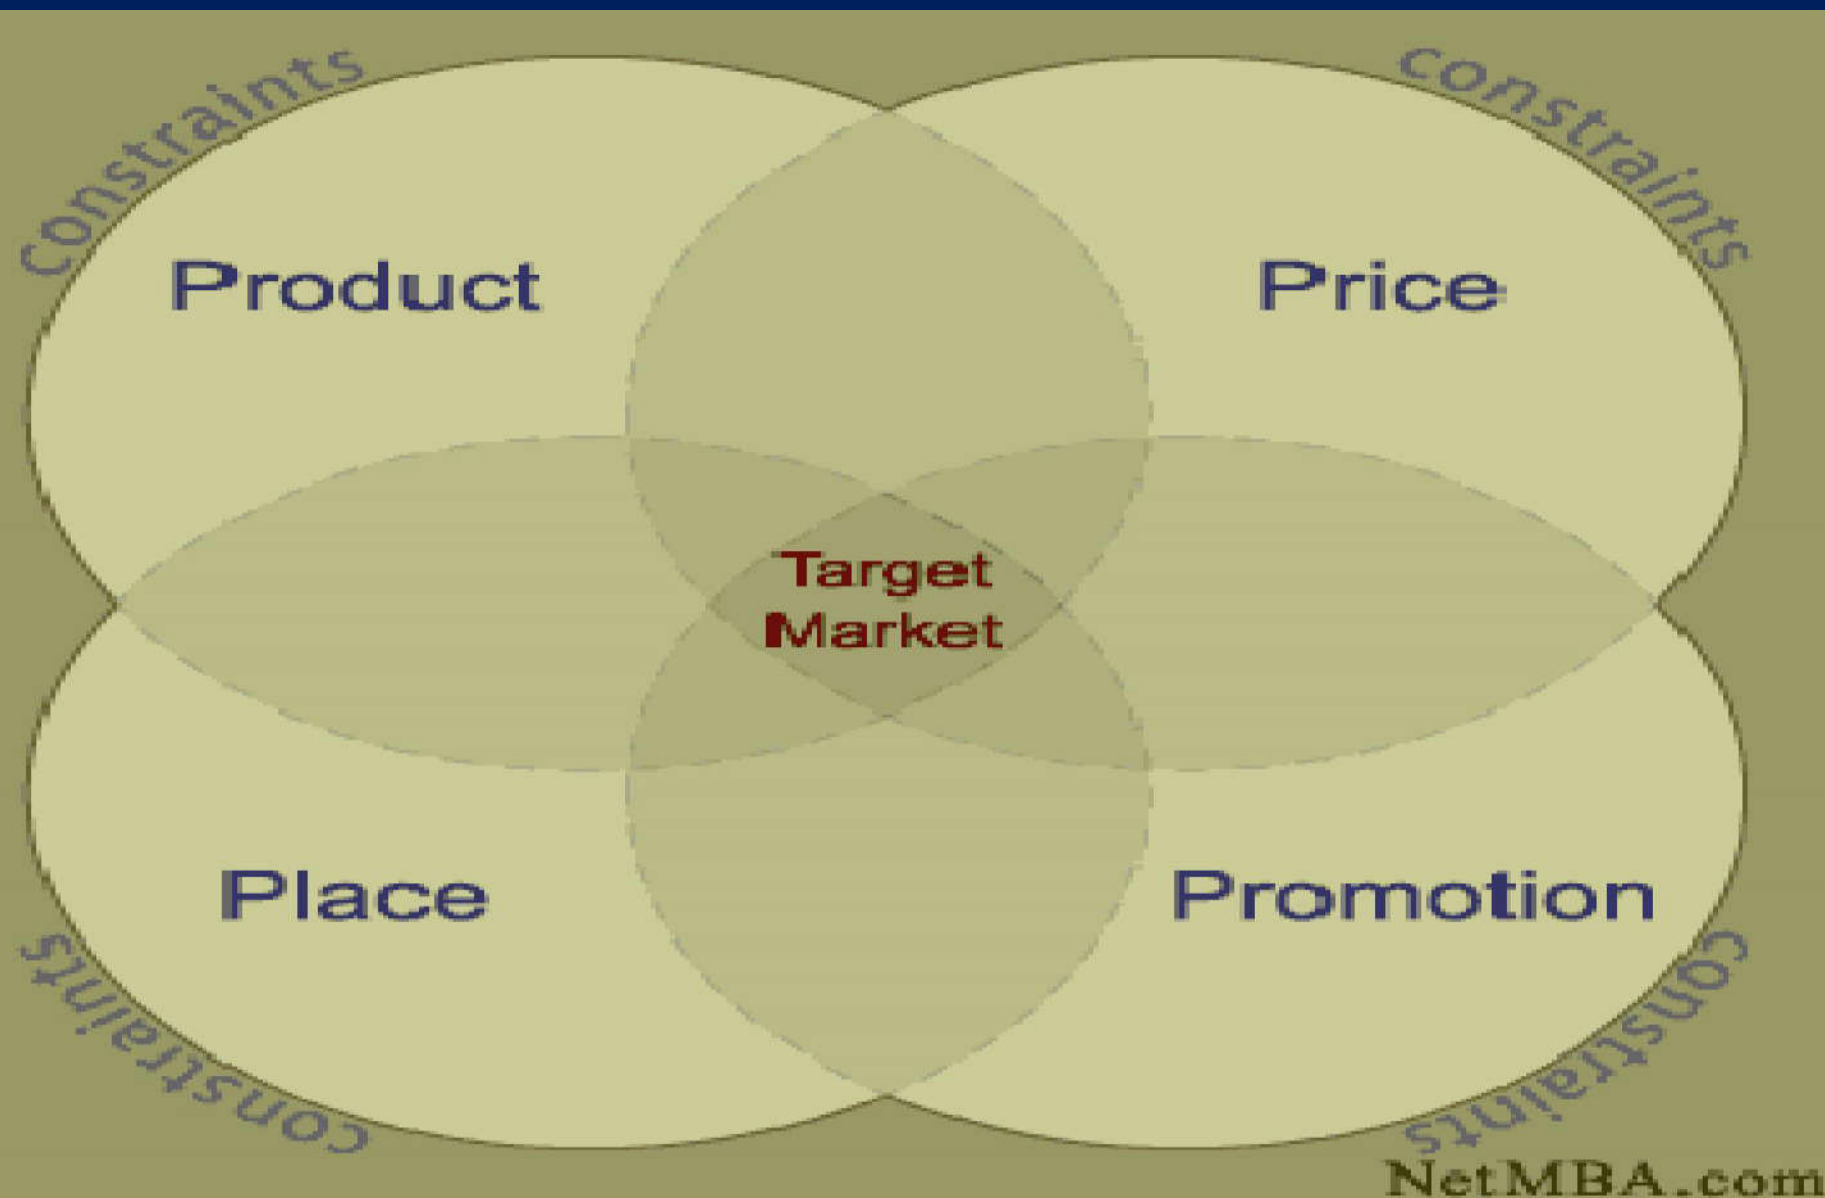 constraints
constraints
Product
Price
Target
Market
Place
Promotion
constraints
constraints
NetMBA.com